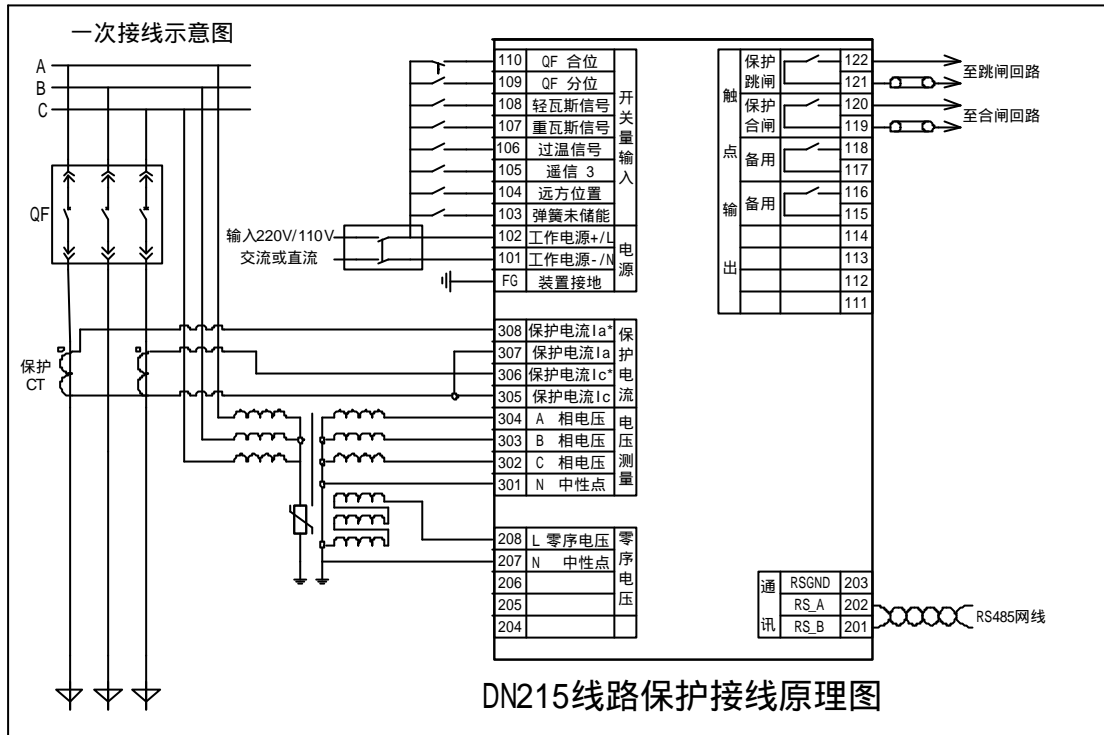 一次接线示意图
A
B
C
QF
保护
CT
输入220V/110V
交流或直流
110 QF 合位
109 QF 分位
108 轻瓦斯信号
107 重瓦斯信号
106 过温信号
105 遥信 3
104 远方位置
103 弹簧未储能
开关量输入
102 工作电源+/L
101 工作电源-/N
FG 装置接地
电源
308 保护电流Ia*
307 保护电流Ia
306 保护电流Ic*
305 保护电流Ic
保护电流
304 A 相电压
303 B 相电压
302 C 相电压
301 N 中性点
电压测量
208 L 零序电压
207 N 中性点
206
205
204
零序电压
触点输出
保护跳闸
122
121
至跳闸回路
保护合闸
120
119
至合闸回路
备用
118
117
备用
116
115
114
113
112
111
通讯
RSGND 203
RS_A 202
RS_B 201
RS485网线
DN215线路保护接线原理图